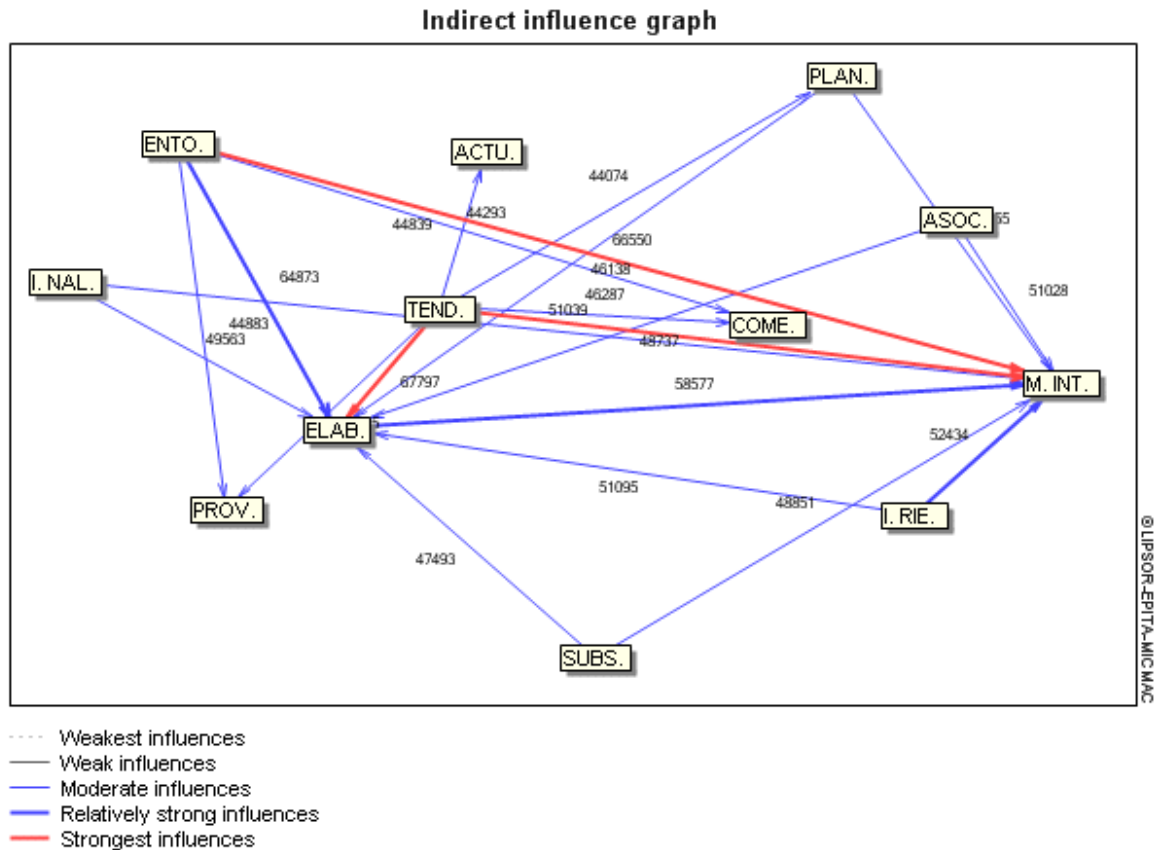 Indirect influence graph
PLAN.
ENTO.
ACTU.
44074
44293
44839
ASOC.
55
66550
46138
64873
I. NAL.
46287
51028
TEND.
51039
COME.
44883
49563
48737
67797
58577
M. INT.
ELAB.
52434
51095
48851
PROV.
I. RIE.
47493
SUBS.
© LIPSOR-EPITA-MICMAC
Weakest influences
Weak influences
Moderate influences
Relatively strong influences
Strongest influences